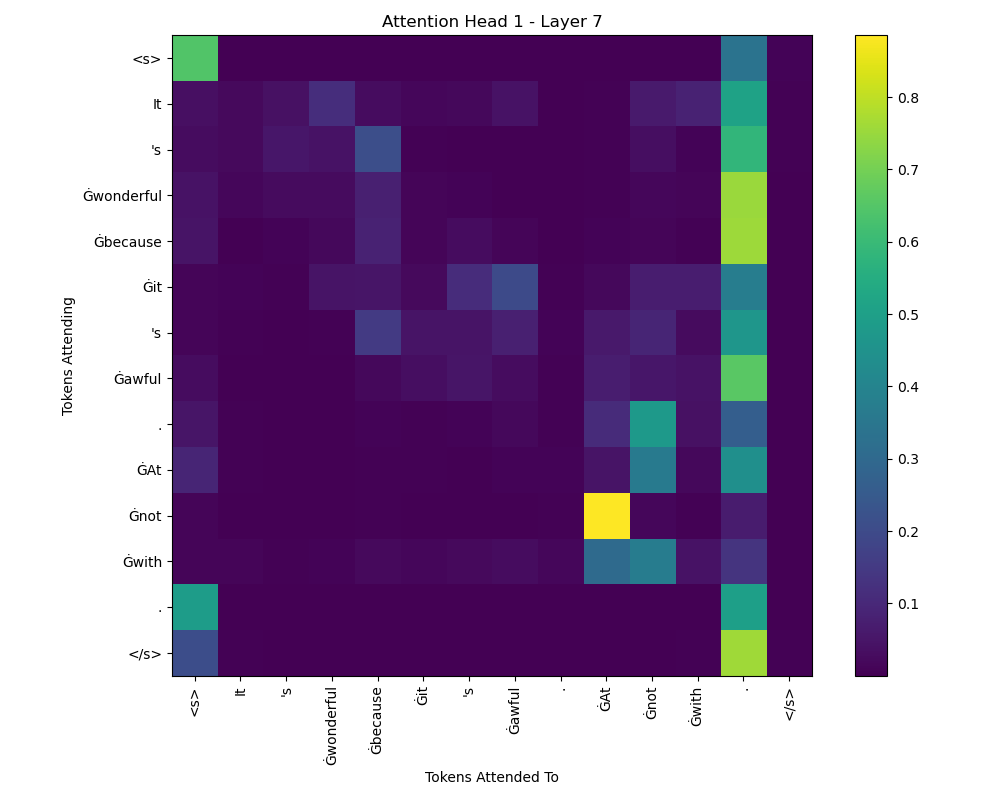 Attention Head 1 - Layer 7
Tokens Attending
<s>
It
's
Ġwonderful
Ġbecause
Ġit
's
Ġawful
.
ĠAt
Ġnot
Ġwith
.
</s>
<s>
It
's
Ġwonderful
Ġbecause
Ġit
's
Ġawful
.
ĠAt
Ġnot
Ġwith
.
</s>
Tokens Attended To
0.8
0.7
0.6
0.5
0.4
0.3
0.2
0.1